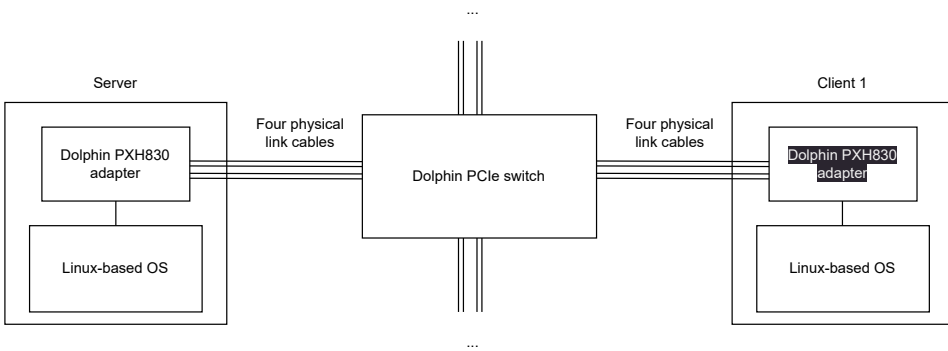 ...
Server
Client 1
Four physical
link cables
Four physical
link cables
Dolphin PXH830
adapter
Dolphin PCIe switch
Dolphin PXH830
adapter
Linux-based OS
Linux-based OS
...